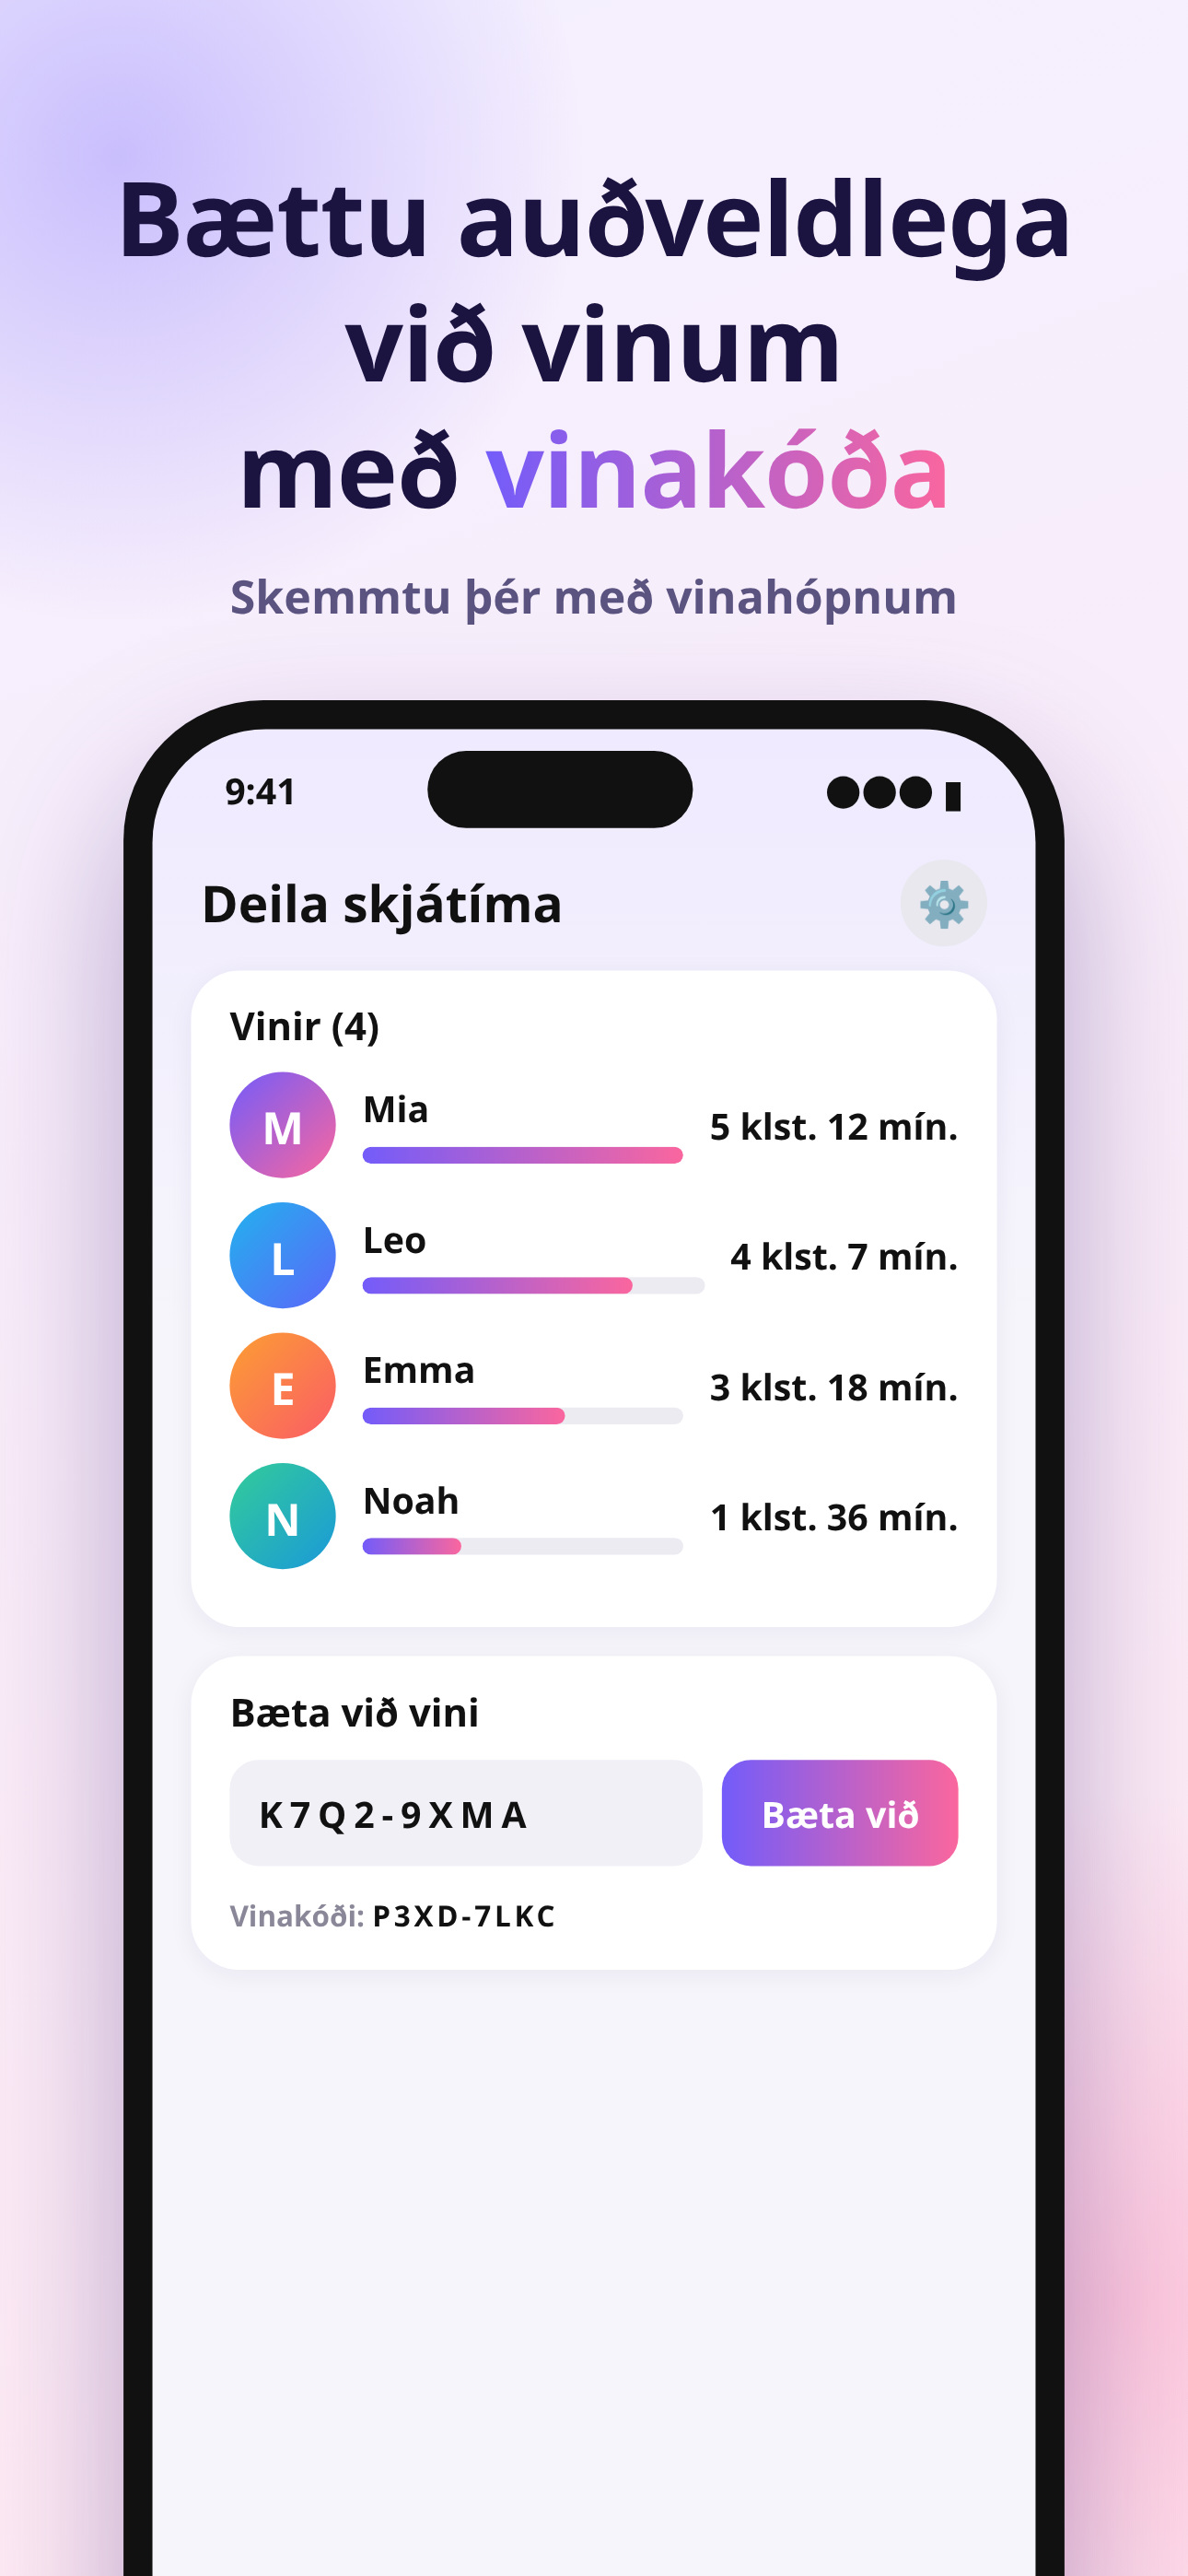 Bættu auðveldlega
við vinum
með vinakóða
Skemmtu þér með vinahópnum
9:41
Deila skjátíma
Vinir (4)
M
Mia
5 klst. 12 mín.
L
Leo
4 klst. 7 mín.
E
Emma
3 klst. 18 mín.
N
Noah
1 klst. 36 mín.
Bæta við vini
K7Q2-9XMA
Bæta við
Vinakóði: P3XD-7LKC